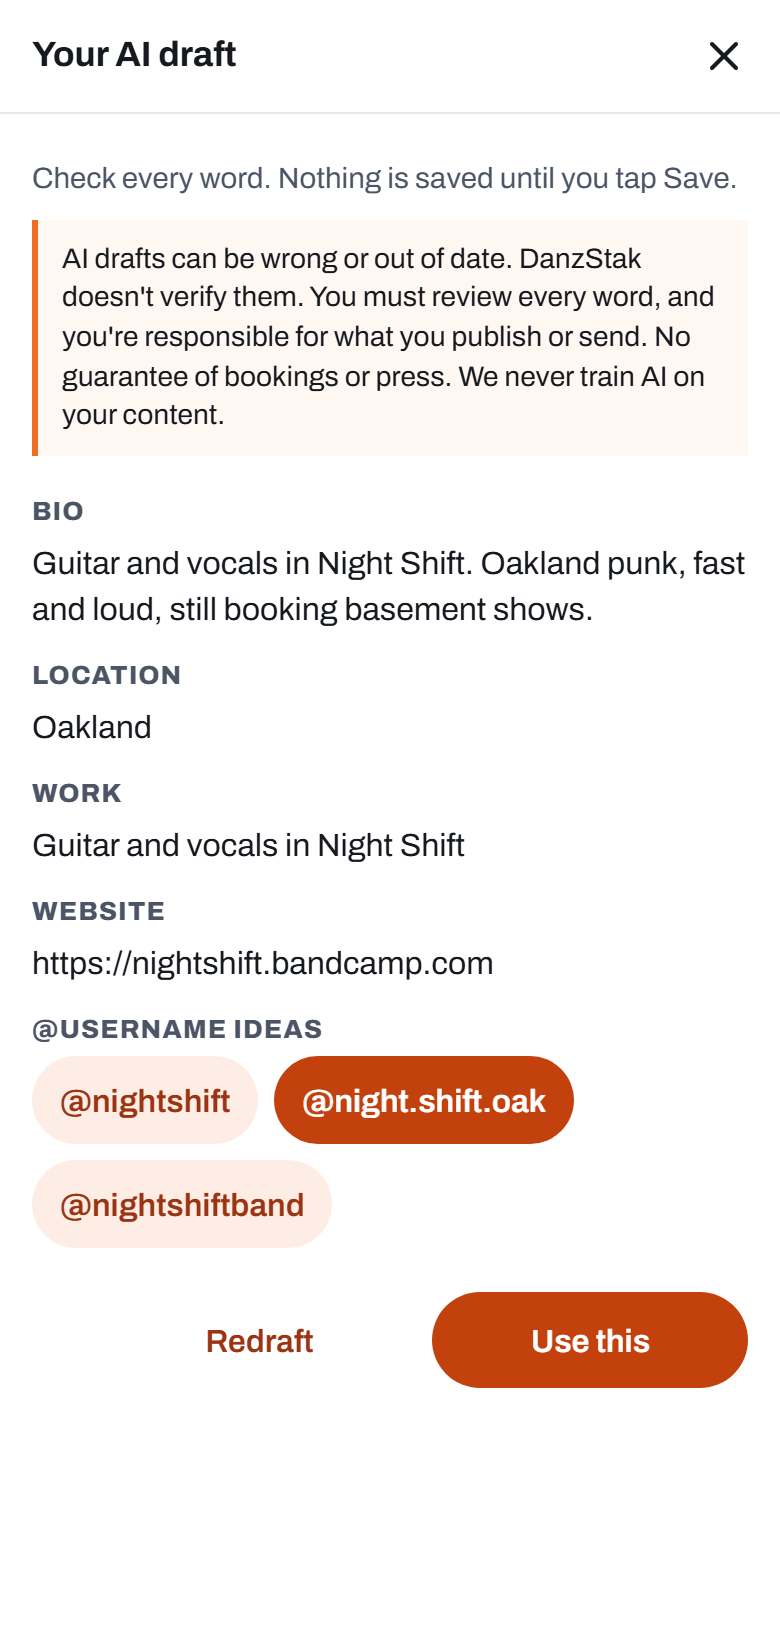 Your AI draft
Check every word. Nothing is saved until you tap Save.
AI drafts can be wrong or out of date. DanzStak
doesn't verify them. You must review every word, and
you're responsible for what you publish or send. No
guarantee of bookings or press. We never train AI on
your content.
BIO
Guitar and vocals in Night Shift. Oakland punk, fast
and loud, still booking basement shows.
LOCATION
Oakland
WORK
Guitar and vocals in Night Shift
WEBSITE
https://nightshift.bandcamp.com
@USERNAME IDEAS
@nightshift @night.shift.oak
@nightshiftband
Redraft Use this